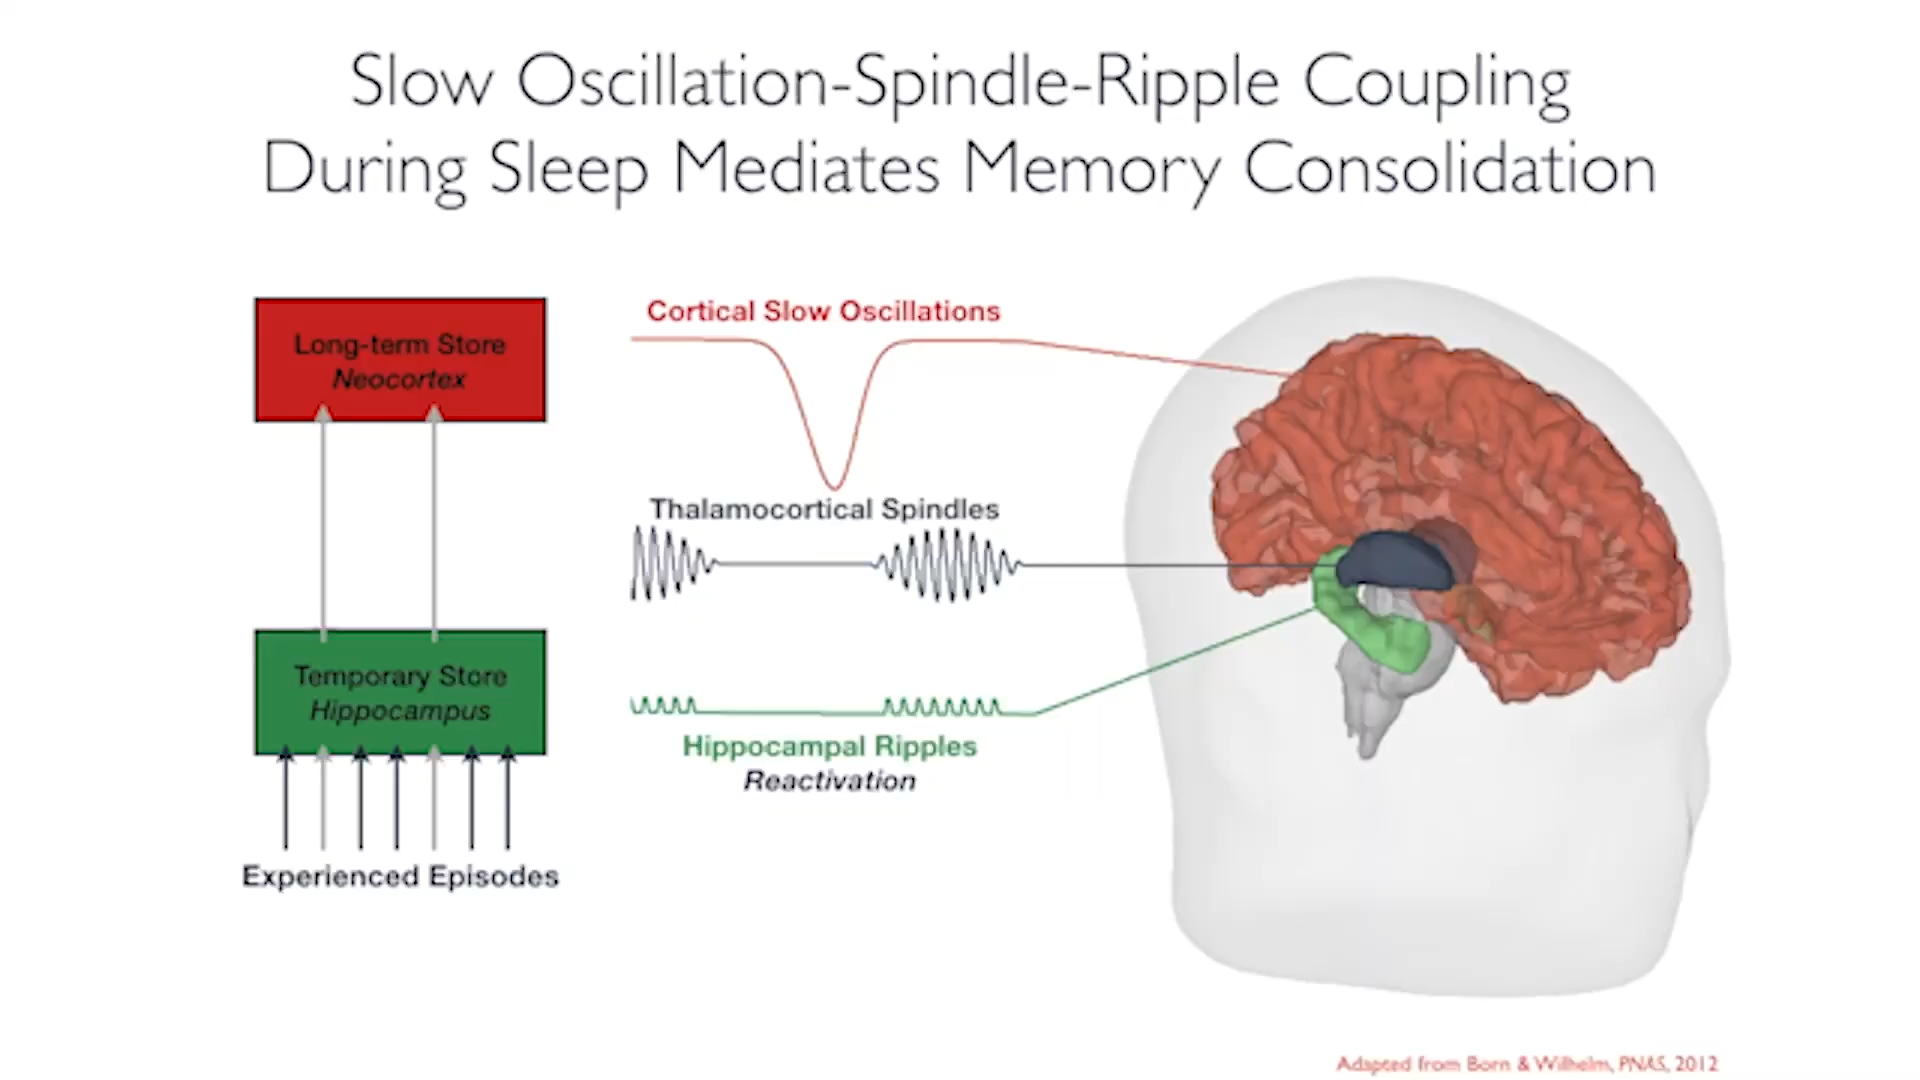 Slow Oscillation-Spindle-Ripple Coupling
During Sleep Mediates Memory Consolidation
Long-term Store
Neocortex
Temporary Store
Hippocampus
Experienced Episodes
Cortical Slow Oscillations
Thalamocortical Spindles
Hippocampal Ripples
Reactivation
Adapted from Born & Wilhelm, PNAS, 2012